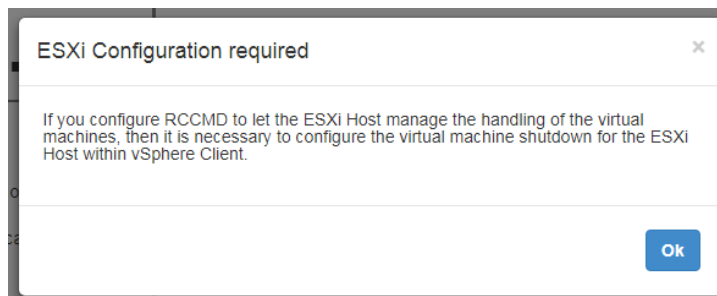 ESXi Configuration required
×
If you configure RCCMD to let the ESXi Host manage the handling of the virtual
machines, then it is necessary to configure the virtual machine shutdown for the ESXi
Host within vSphere Client.
Ok